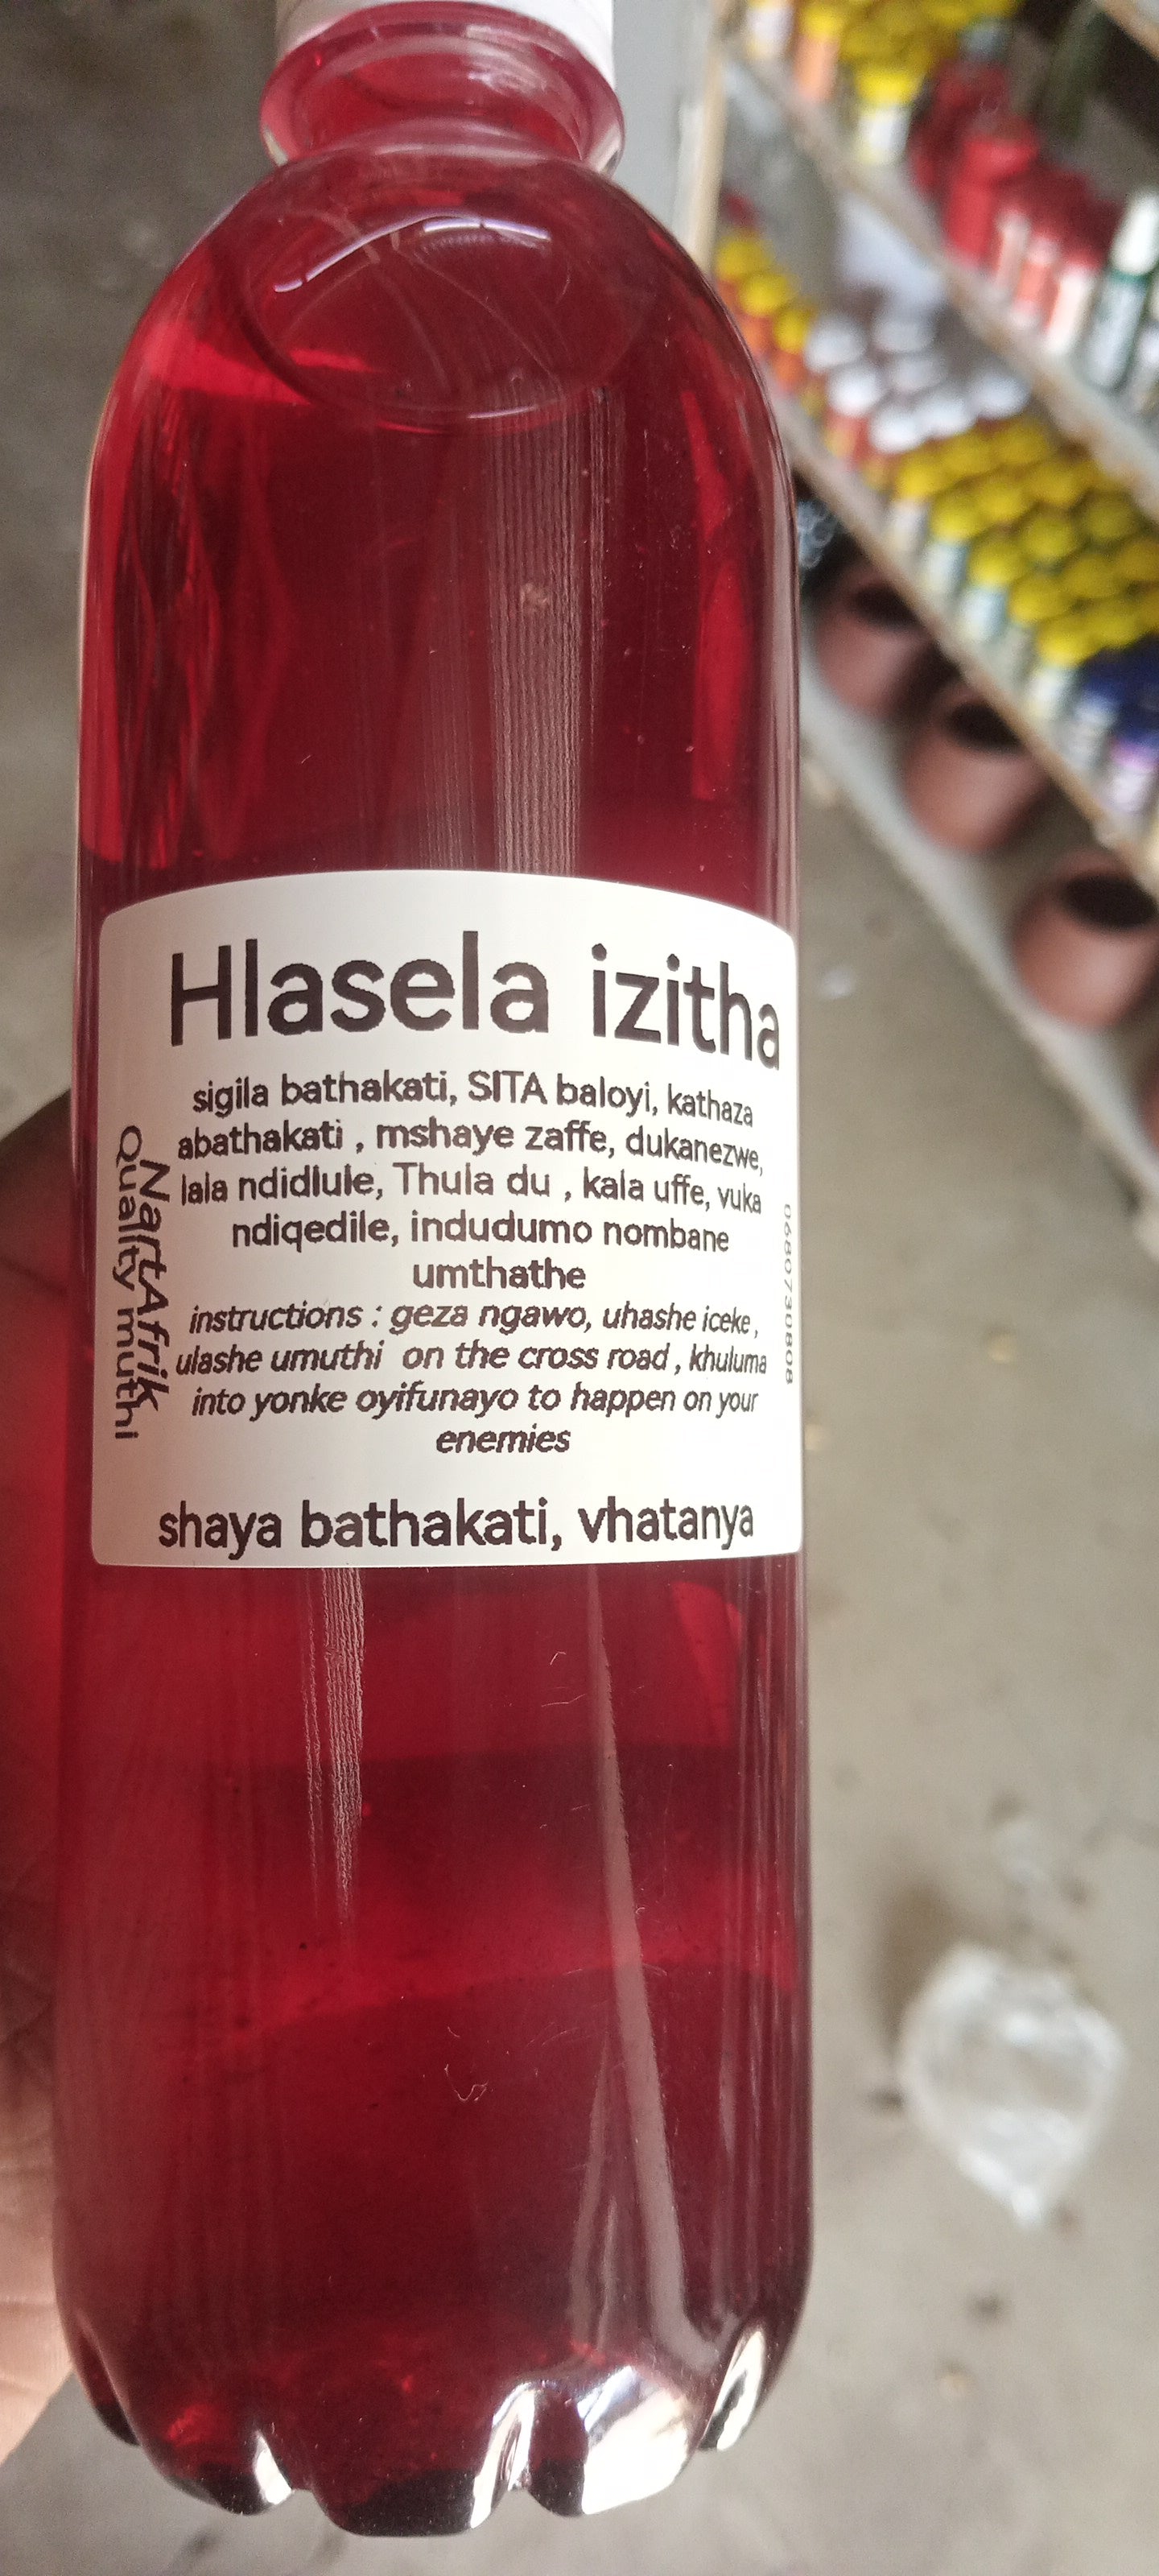 Hlasela izitha
sigila bathakati, SITA baloyi, kathaza
abathakati , mshaye zaffe, dukanezwe,
lala ndidlule, Thula du , kala uffe, vuka
ndiqedile, indudumo nombane
umthathe
instructions : geza ngawo, uhashe iceke ,
ulashe umuthi on the cross road , khuluma
into yonke oyifunayo to happen on your
enemies
shaya bathakati, vhatanya
NartAfrik
Quality muthi
0680730808